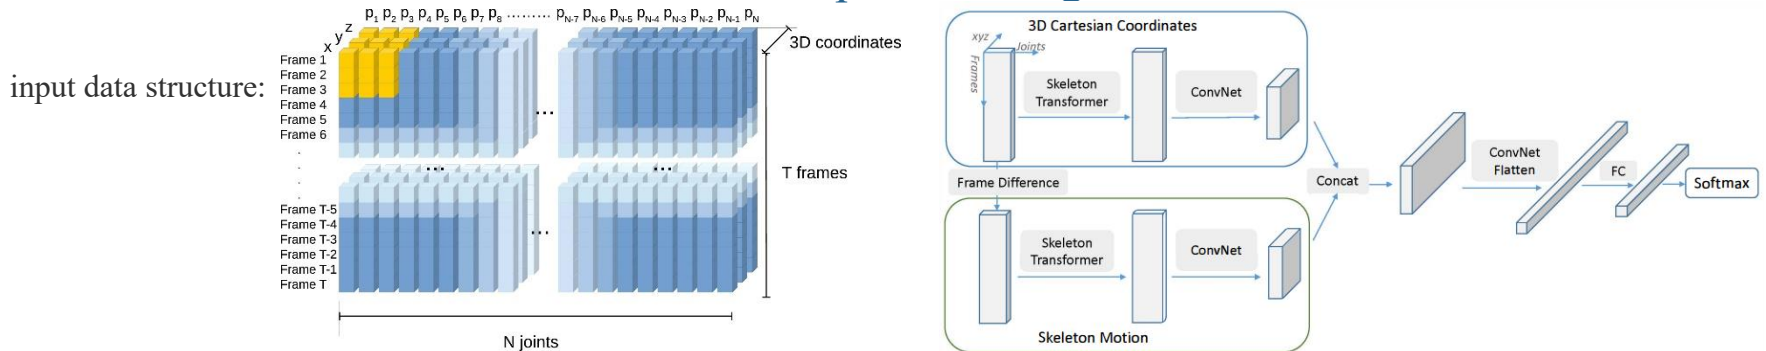 p1 p2 p3 p4 p5 p6 p7 p8 .......... pN-7 pN-6 pN-5 pN-4 pN-3 pN-2 pN-1 pN
x y z
3D coordinates
input data structure:
Frame 1
Frame 2
Frame 3
Frame 4
Frame 5
Frame 6
.
.
.
.
Frame T-5
Frame T-4
Frame T-3
Frame T-2
Frame T-1
Frame T
...
...
...
...
T frames
N joints
3D Cartesian Coordinates
xyz
Joints
Frames
Skeleton
Transformer
ConvNet
Frame Difference
Skeleton
Transformer
ConvNet
Skeleton Motion
Concat
ConvNet
Flatten
FC
Softmax